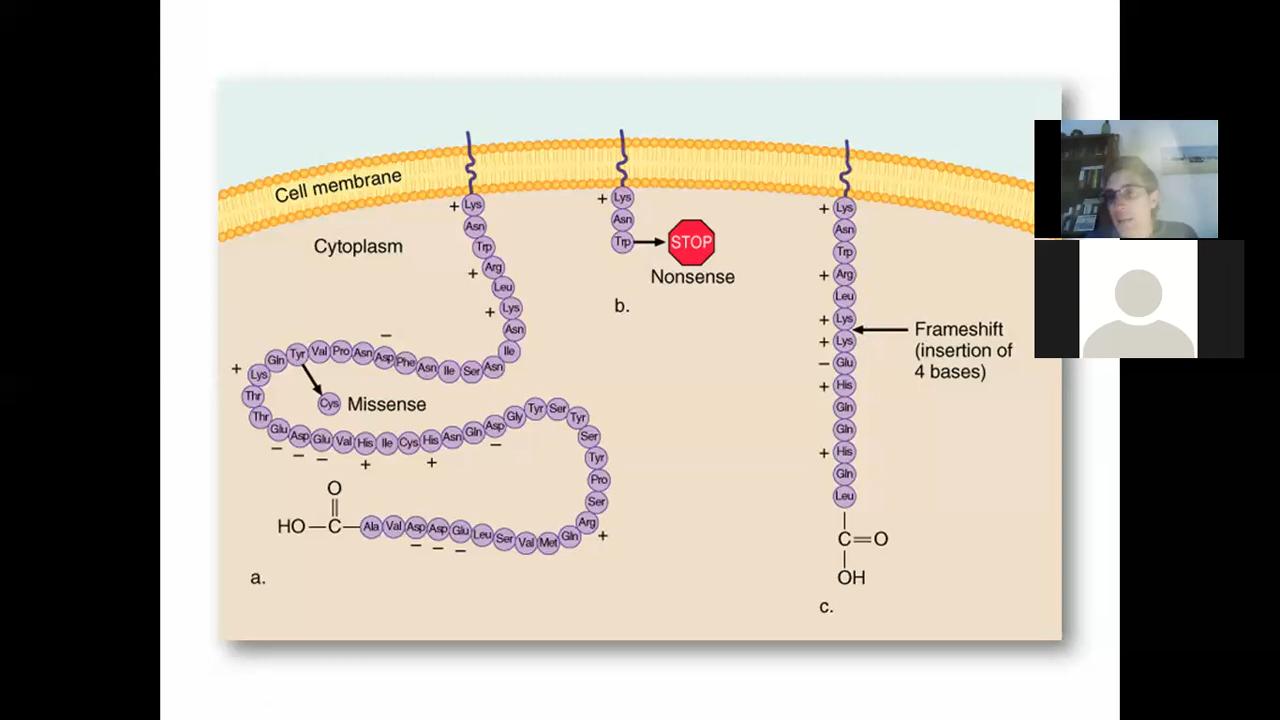 Cell membrane
Cytoplasm
+ Lys
Asn
Trp
+ Arg
Leu
+ Lys
Asn
Ile
Asn
Ser
Ile
Asn
Phe
− Asp
Asn
Pro
Val
Tyr
Gln
+ Lys
Thr
Thr
Glu −
Asp −
Glu −
Val
His +
Ile
Cys
His +
Asn
Gln
Asp −
Gly
Tyr
Ser
Tyr
Ser
Tyr
Pro
Ser
Arg +
Gln
Met
Val
Ser
Leu
Glu −
Asp −
Asp −
Val
Ala
O
HO—C
Cys Missense
a.
+ Lys
Asn
Trp
STOP
Nonsense
b.
+ Lys
Asn
Trp
+ Arg
Leu
+ Lys
+ Lys
− Glu
+ His
Gln
Gln
+ His
Gln
Leu
C=O
OH
Frameshift
(insertion of
4 bases)
c.